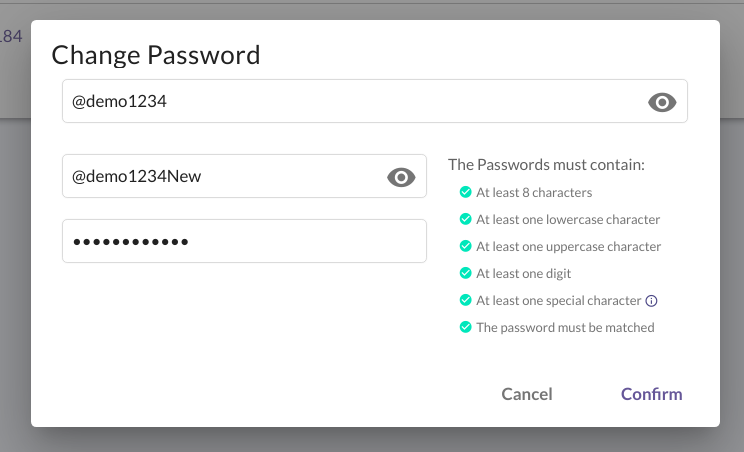 184
Change Password
@demo1234
@demo1234New
••••••••••••
The Passwords must contain:
At least 8 characters
At least one lowercase character
At least one uppercase character
At least one digit
At least one special character
The password must be matched
Cancel
Confirm